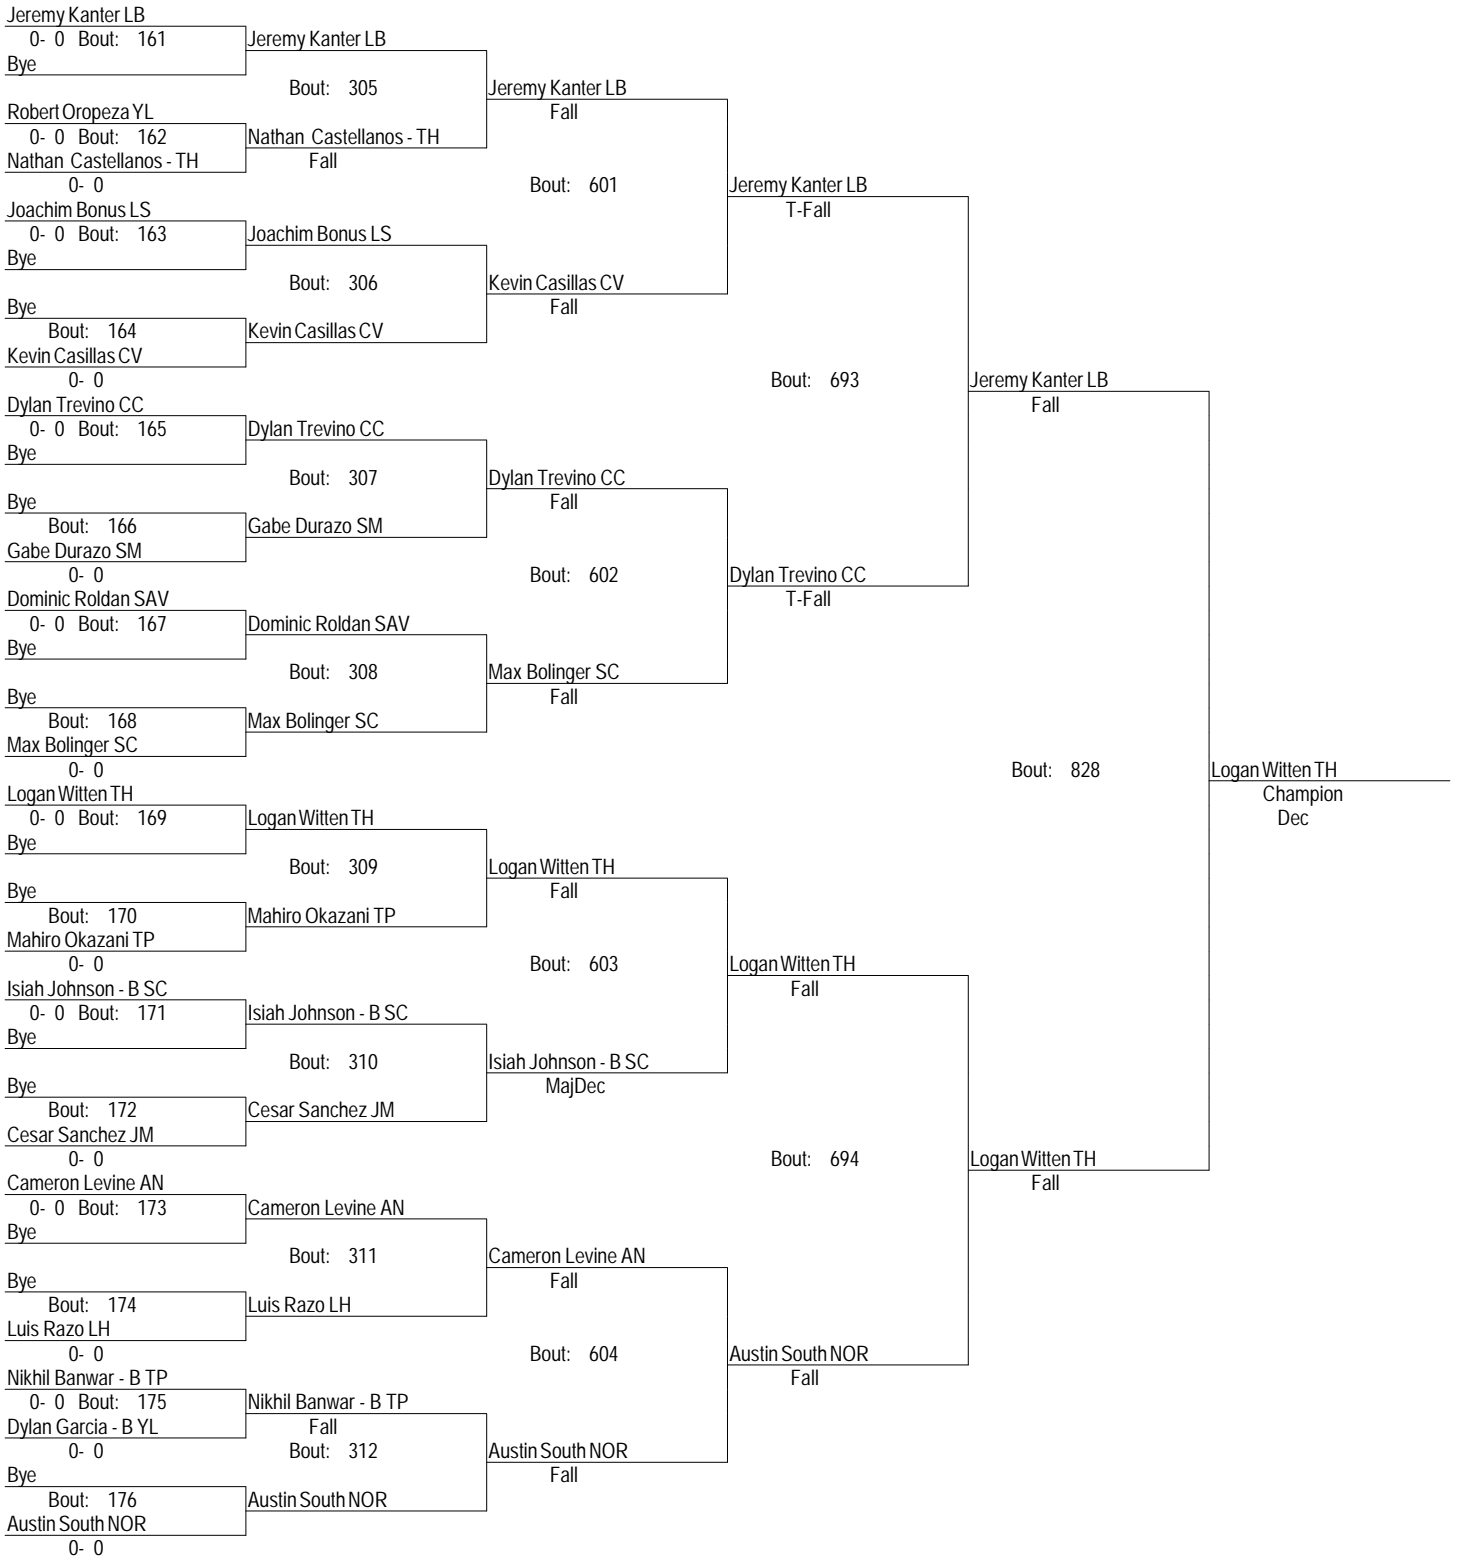 Jeremy Kanter LB
0- 0 Bout: 161
Bye
Robert Oropeza YL
0- 0 Bout: 162
Nathan Castellanos - TH
0- 0
Joachim Bonus LS
0- 0 Bout: 163
Bye
Bye
Bout: 164
Kevin Casillas CV
0- 0
Dylan Trevino CC
0- 0 Bout: 165
Bye
Bye
Bout: 166
Gabe Durazo SM
0- 0
Dominic Roldan SAV
0- 0 Bout: 167
Bye
Bye
Bout: 168
Max Bolinger SC
0- 0
Logan Witten TH
0- 0 Bout: 169
Bye
Bye
Bout: 170
Mahiro Okazani TP
0- 0
Isiah Johnson - B SC
0- 0 Bout: 171
Bye
Bye
Bout: 172
Cesar Sanchez JM
0- 0
Cameron Levine AN
0- 0 Bout: 173
Bye
Bye
Bout: 174
Luis Razo LH
0- 0
Nikhil Banwar - B TP
0- 0 Bout: 175
Dylan Garcia - B YL
0- 0
Bye
Bout: 176
Austin South NOR
0- 0
Jeremy Kanter LB
Bout: 305
Nathan Castellanos - TH
Fall
Joachim Bonus LS
Bout: 306
Kevin Casillas CV
Dylan Trevino CC
Bout: 307
Gabe Durazo SM
Dominic Roldan SAV
Bout: 308
Max Bolinger SC
Logan Witten TH
Bout: 309
Mahiro Okazani TP
Isiah Johnson - B SC
Bout: 310
Cesar Sanchez JM
Cameron Levine AN
Bout: 311
Luis Razo LH
Nikhil Banwar - B TP
Fall
Bout: 312
Austin South NOR
Jeremy Kanter LB
Fall
Bout: 601
Kevin Casillas CV
Fall
Dylan Trevino CC
Fall
Bout: 602
Max Bolinger SC
Fall
Logan Witten TH
Fall
Bout: 603
Isiah Johnson - B SC
MajDec
Cameron Levine AN
Fall
Bout: 604
Austin South NOR
Fall
Jeremy Kanter LB
T-Fall
Bout: 693
Dylan Trevino CC
T-Fall
Logan Witten TH
Fall
Bout: 694
Austin South NOR
Fall
Jeremy Kanter LB
Fall
Bout: 828
Logan Witten TH
Fall
Logan Witten TH
Champion
Dec